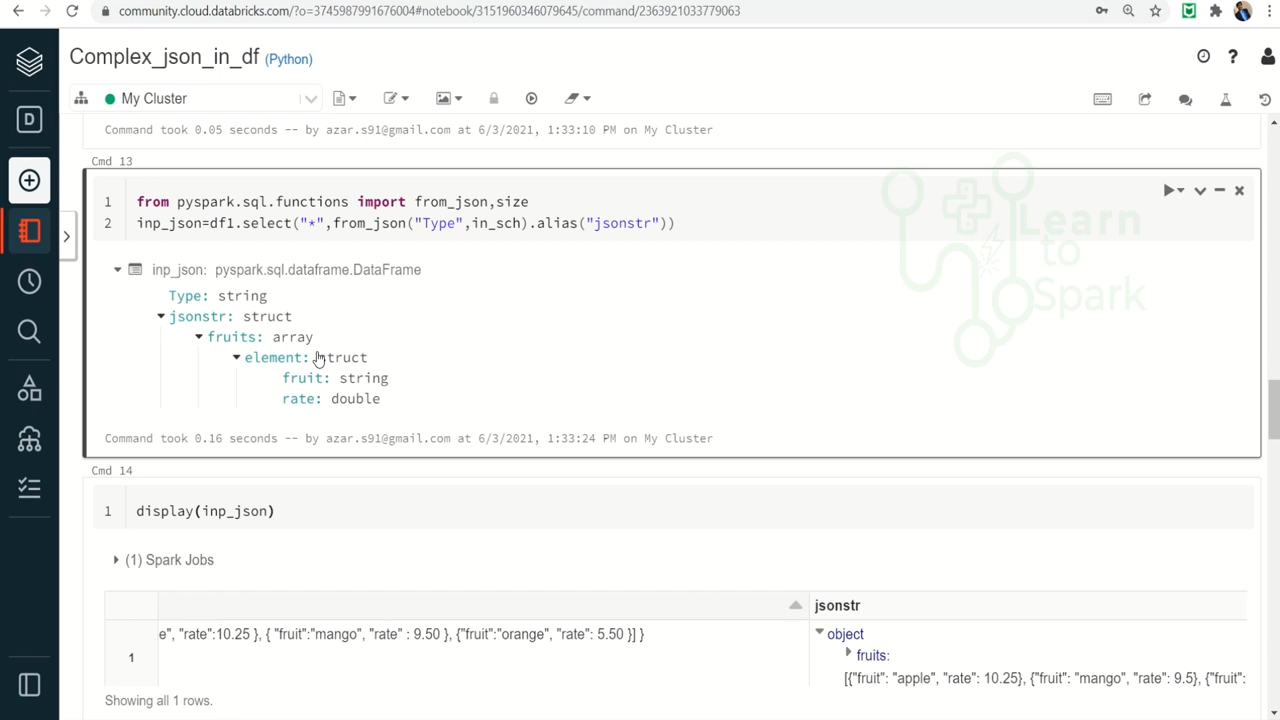 community.cloud.databricks.com/?o=3745987991676004#notebook/3151960346079645/command/2363921033779063
Complex_json_in_df (Python)
D
My Cluster
Command took 0.05 seconds -- by azar.s91@gmail.com at 6/3/2021, 1:33:10 PM on My Cluster
Cmd 13
1 from pyspark.sql.functions import from_json,size
2 inp_json=df1.select("*",from_json("Type",in_sch).alias("jsonstr"))
Learn
to
Spark
inp_json: pyspark.sql.dataframe.DataFrame
Type: string
jsonstr: struct
fruits: array
element: struct
fruit: string
rate: double
Command took 0.16 seconds -- by azar.s91@gmail.com at 6/3/2021, 1:33:24 PM on My Cluster
Cmd 14
1 display(inp_json)
(1) Spark Jobs
jsonstr
e", "rate":10.25 }, { "fruit":"mango", "rate" : 9.50 }, {"fruit":"orange", "rate": 5.50 }] }
object
1
fruits:
[{"fruit": "apple", "rate": 10.25}, {"fruit": "mango", "rate": 9.5}, {"fruit":
Showing all 1 rows.